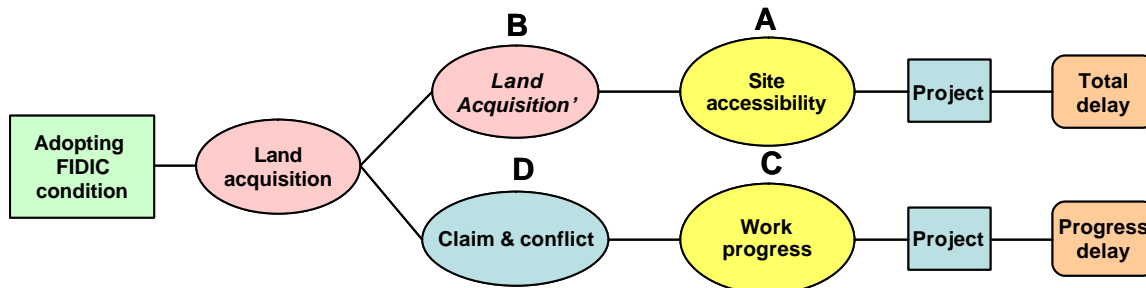 B
A
Land
Acquisition’
Site
accessibility
Project
Total
delay
Adopting
FIDIC
condition
Land
acquisition
D
C
Claim & conflict
Work
progress
Project
Progress
delay